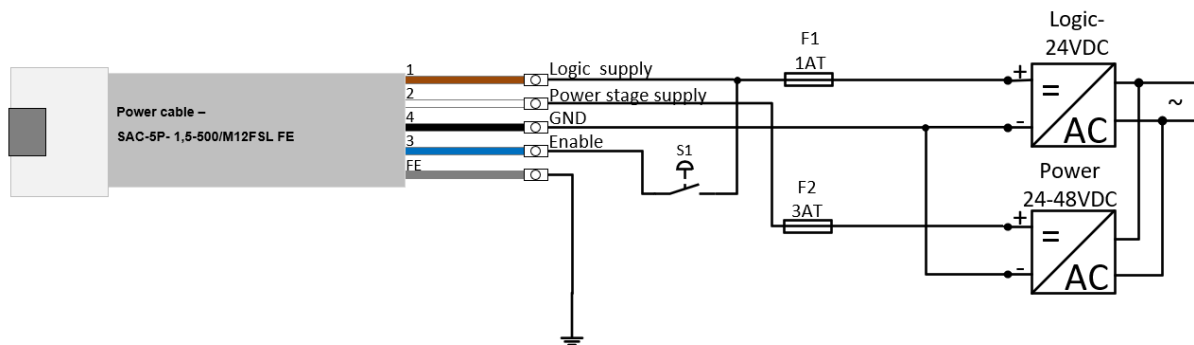 Power cable –
SAC-5P- 1,5-500/M12FSL FE
1
Logic supply
2
Power stage supply
4
GND
3
Enable
FE
S1
F1
1AT
F2
3AT
Logic-
24VDC
+
=
-
AC
~
Power
24-48VDC
+
=
-
AC